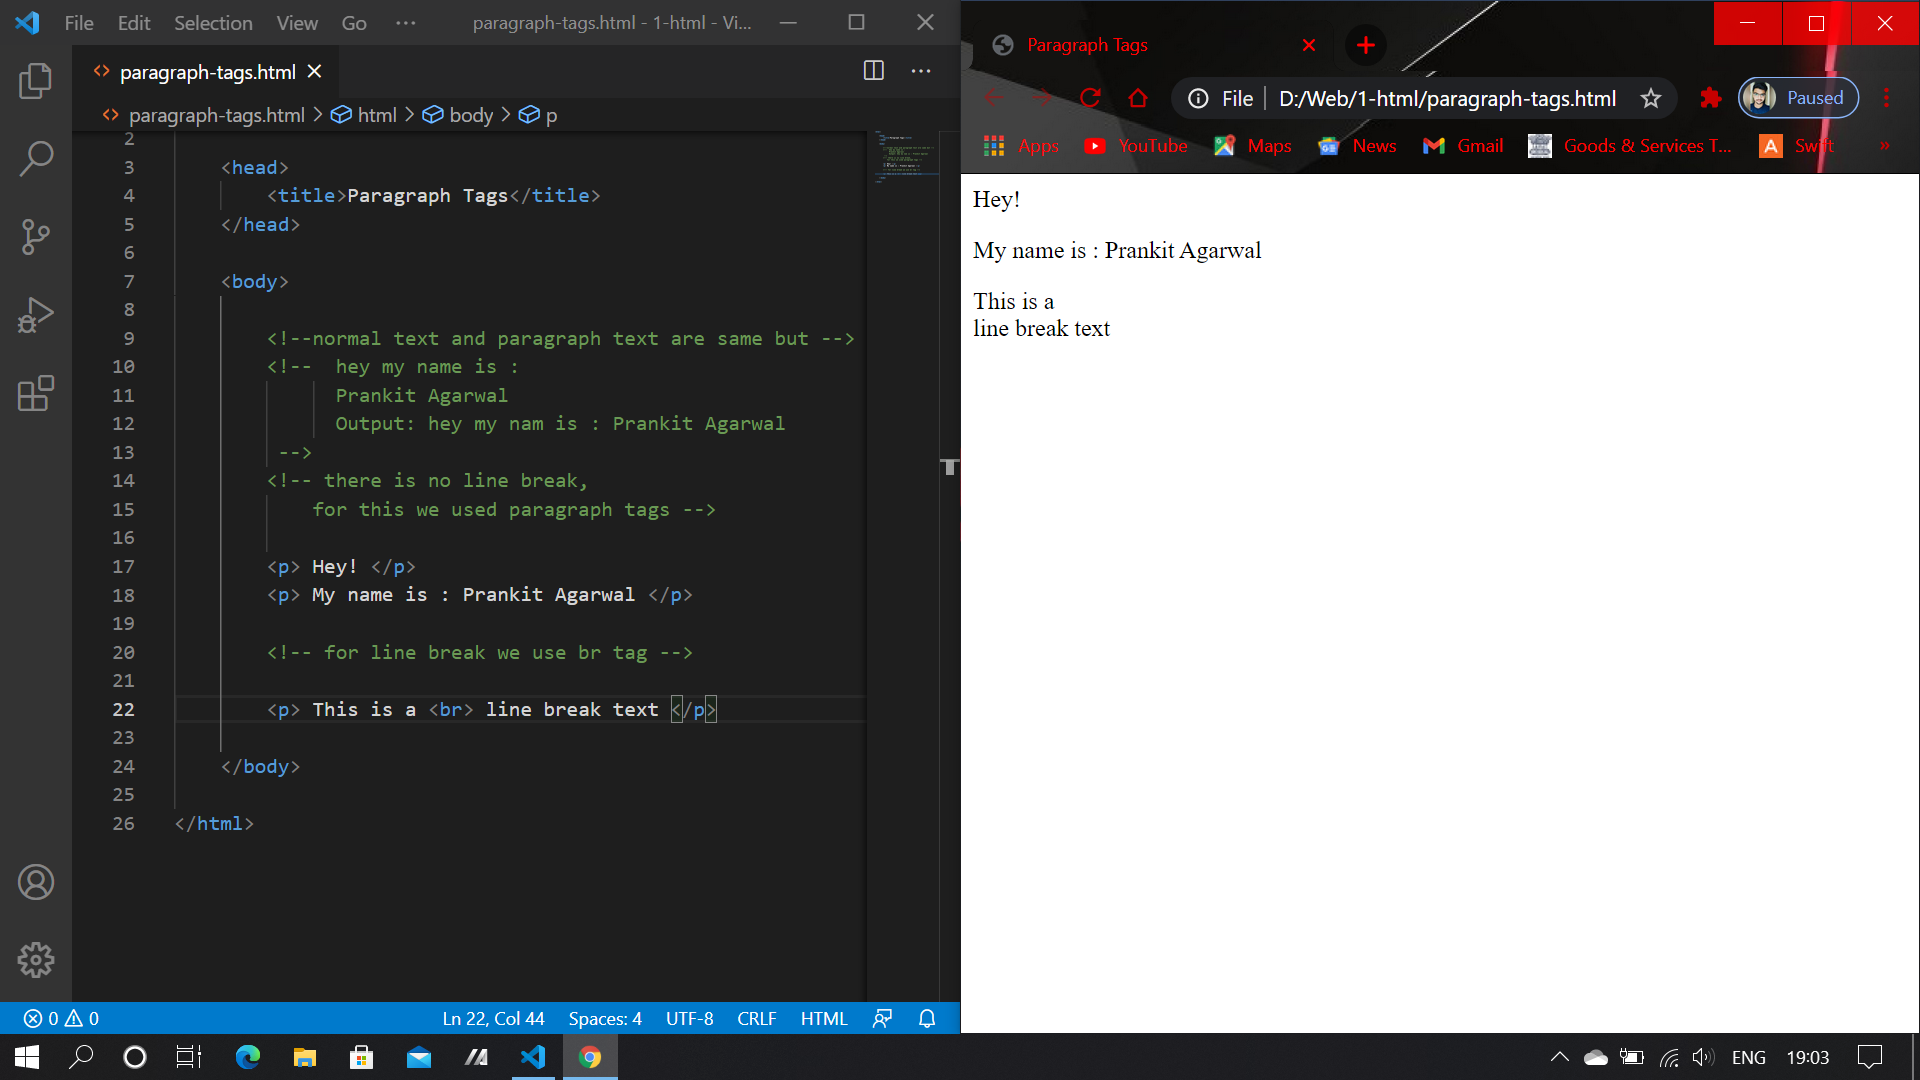 File Edit Selection View Go ··· paragraph-tags.html - 1-html - Vi...
paragraph-tags.html
paragraph-tags.html > html > body > p
2
3 <head>
4 <title>Paragraph Tags</title>
5 </head>
6
7 <body>
8
9 <!--normal text and paragraph text are same but -->
10 <!-- hey my name is :
11 Prankit Agarwal
12 Output: hey my nam is : Prankit Agarwal
13 -->
14 <!-- there is no line break,
15 for this we used paragraph tags -->
16
17 <p> Hey! </p>
18 <p> My name is : Prankit Agarwal </p>
19
20 <!-- for line break we use br tag -->
21
22 <p> This is a <br> line break text </p>
23
24 </body>
25
26 </html>
0 0 Ln 22, Col 44 Spaces: 4 UTF-8 CRLF HTML
Paragraph Tags
File D:/Web/1-html/paragraph-tags.html Paused
Apps YouTube Maps News Gmail Goods & Services T... A Swift »
Hey!
My name is : Prankit Agarwal
This is a
line break text
ENG 19:03